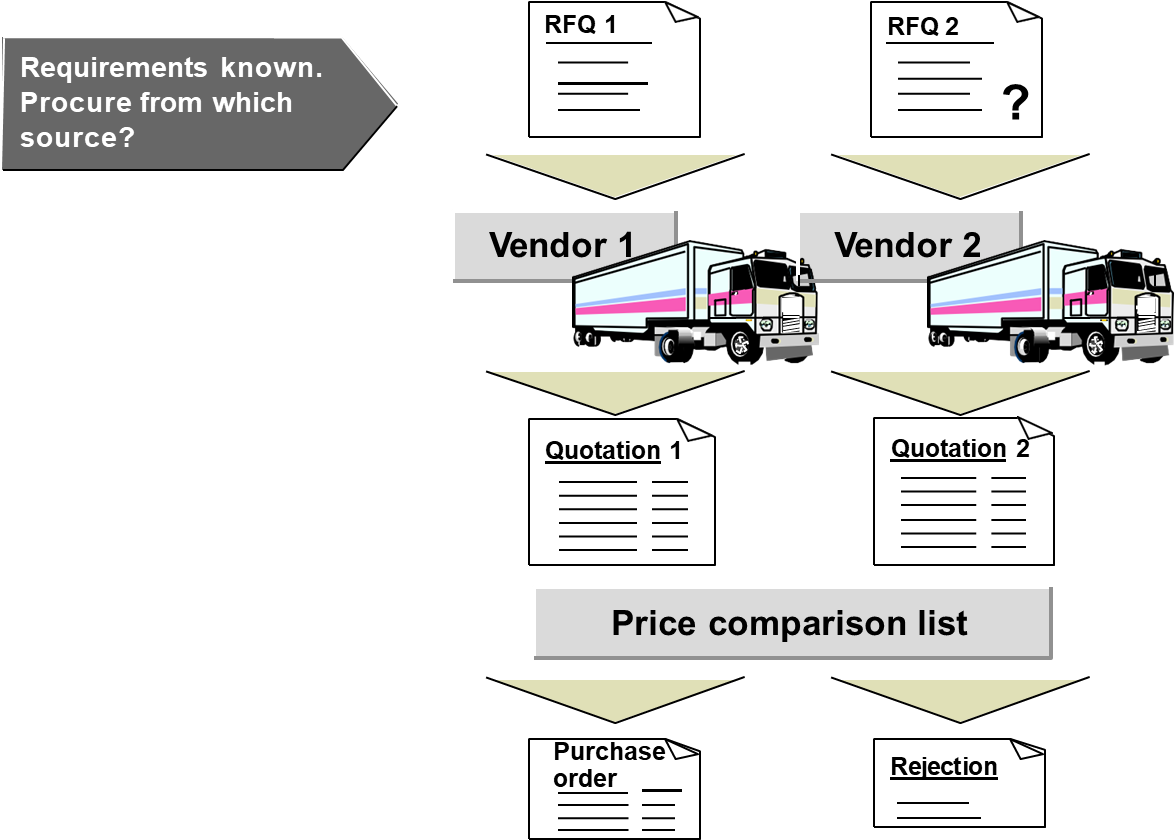 Requirements known.
Procure from which
source?
RFQ 1
RFQ 2
?
Vendor 1
Vendor 2
Quotation 1
Quotation 2
Price comparison list
Purchase
order
Rejection